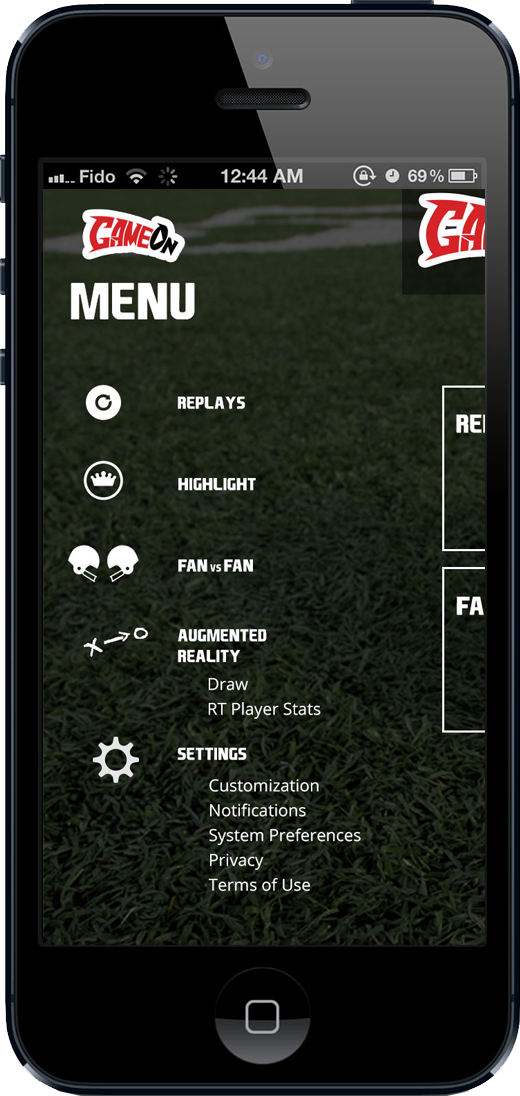 Fido 12:44 AM 69%
GAMEON
GA
MENU
REPLAYS
RE
HIGHLIGHT
FAN vs FAN
FA
AUGMENTED
REALITY
Draw
RT Player Stats
SETTINGS
Customization
Notifications
System Preferences
Privacy
Terms of Use